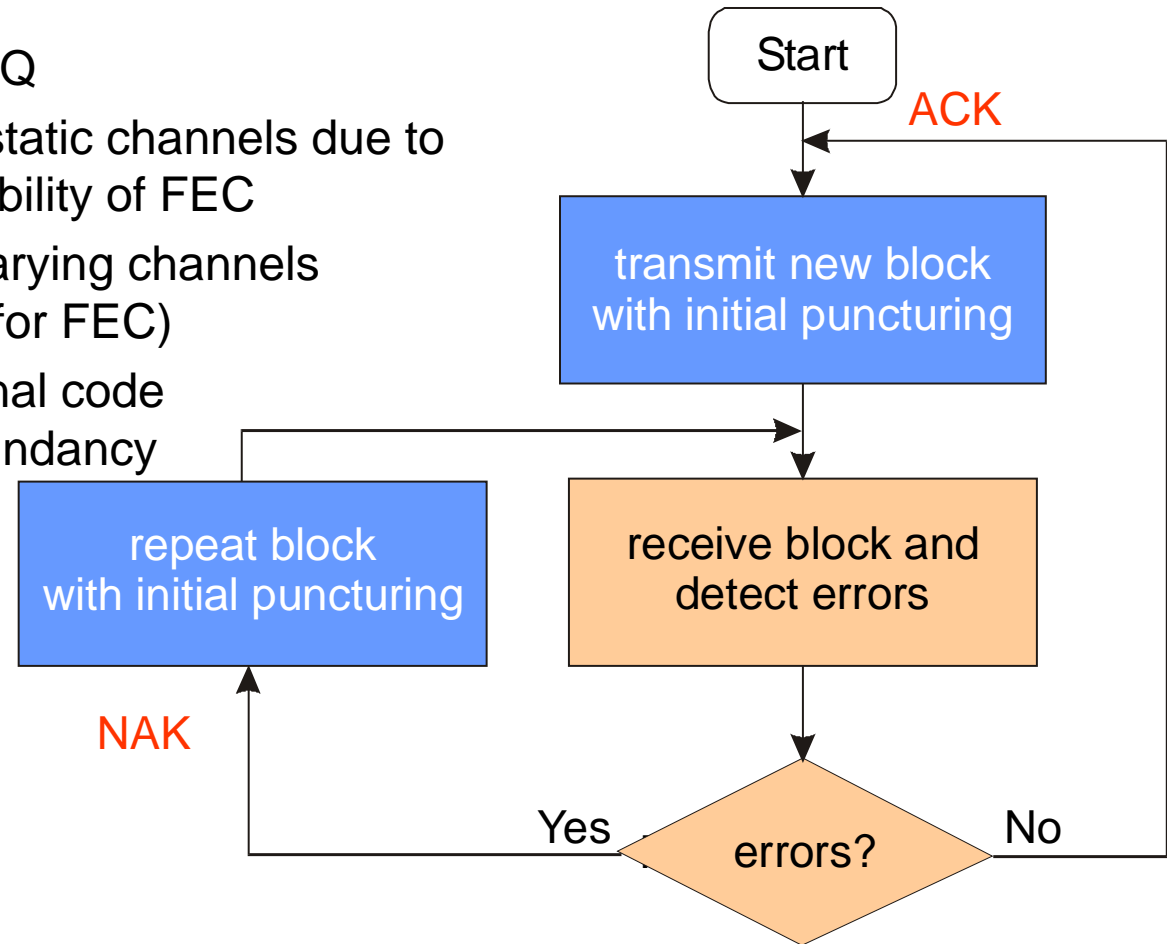 Q
static channels due to
bility of FEC
arying channels
for FEC)
nal code
ndancy
Start
ACK
transmit new block
with initial puncturing
repeat block
with initial puncturing
receive block and
detect errors
NAK
Yes
errors?
No